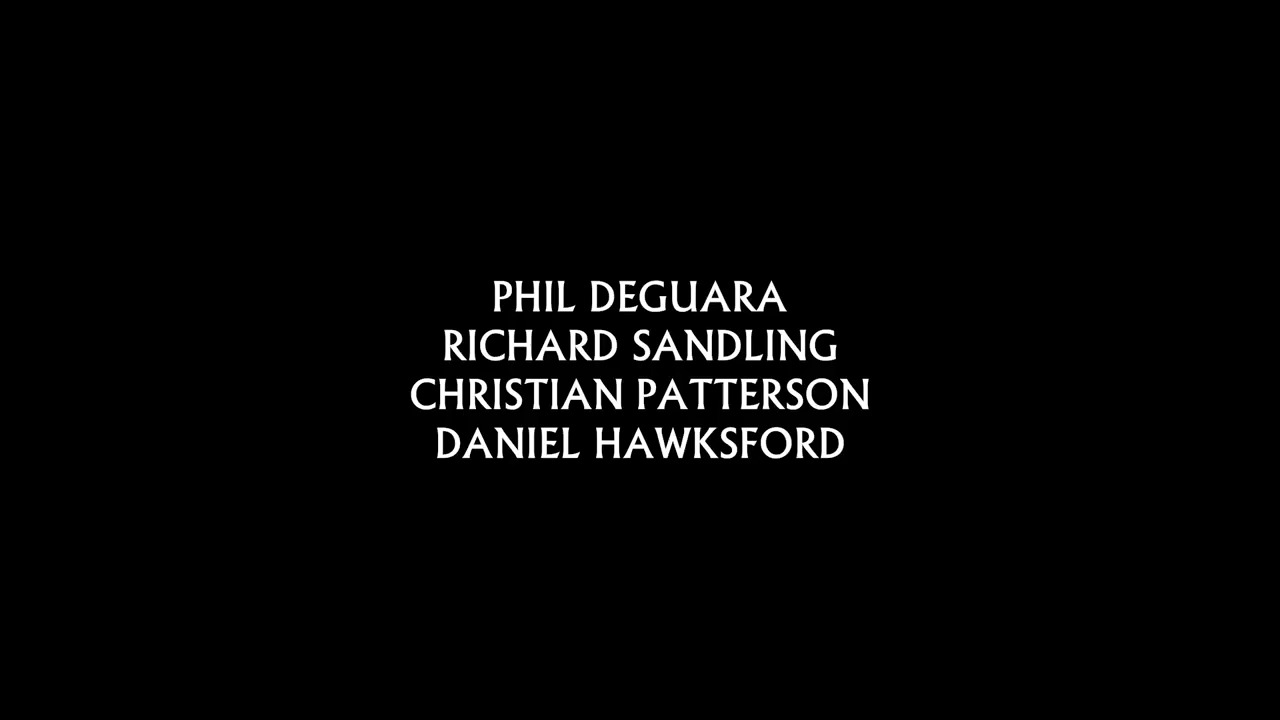 PHIL DEGUARA
RICHARD SANDLING
CHRISTIAN PATTERSON
DANIEL HAWKSFORD